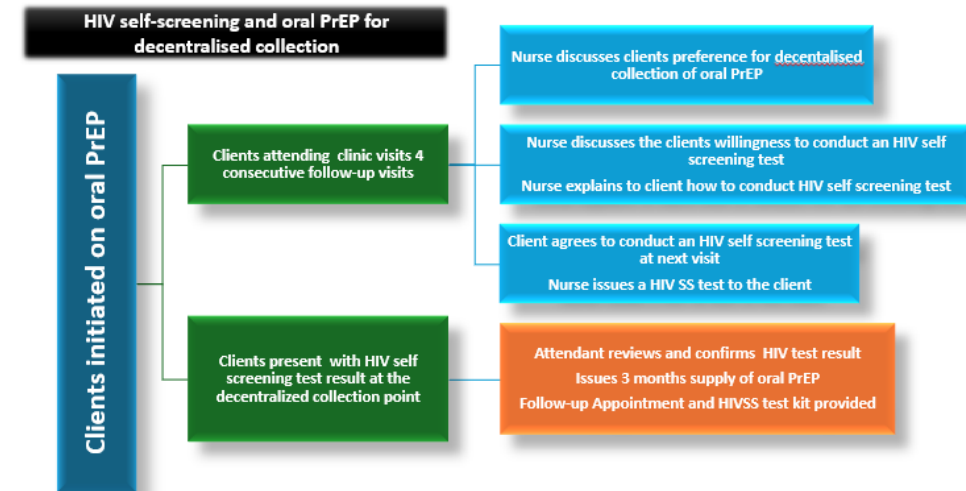 HIV self-screening and oral PrEP for
decentralised collection
Clients initiated on oral PrEP
Clients attending clinic visits 4
consecutive follow-up visits
Nurse discusses clients preference for decentalised
collection of oral PrEP
Nurse discusses the clients willingness to conduct an HIV self
screening test
Nurse explains to client how to conduct HIV self screening test
Client agrees to conduct an HIV self screening test
at next visit
Nurse issues a HIV SS test to the client
Clients present with HIV self
screening test result at the
decentralized collection point
Attendant reviews and confirms HIV test result
Issues 3 months supply of oral PrEP
Follow-up Appointment and HIVSS test kit provided